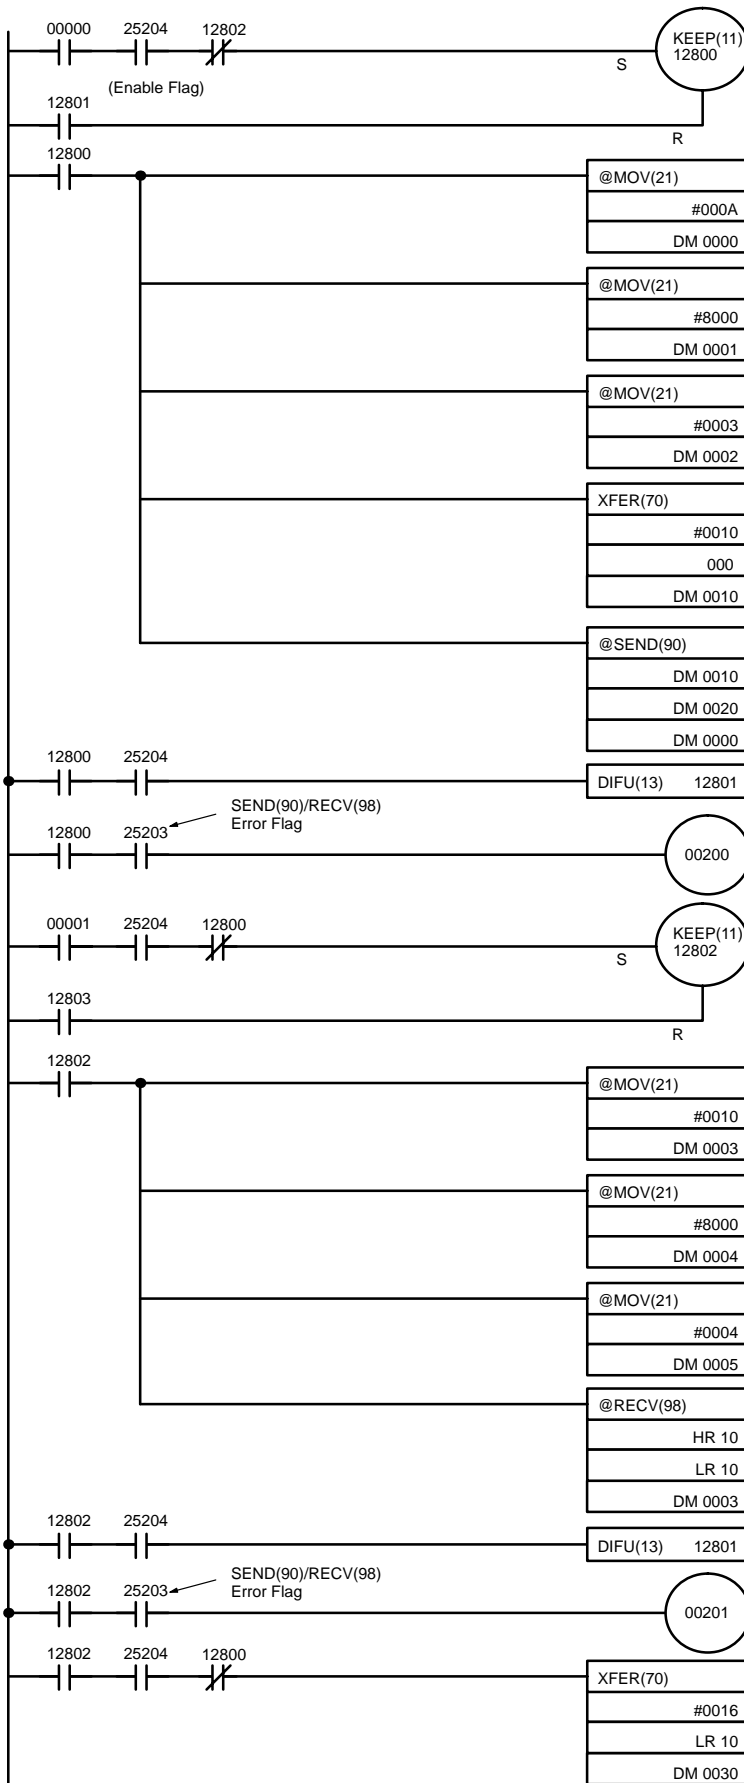 00000 25204 12802
KEEP(11)
12800
S
(Enable Flag)
12801
R
12800
@MOV(21)
#000A
DM 0000
@MOV(21)
#8000
DM 0001
@MOV(21)
#0003
DM 0002
XFER(70)
#0010
000
DM 0010
@SEND(90)
DM 0010
DM 0020
DM 0000
12800 25204
DIFU(13) 12801
SEND(90)/RECV(98)
Error Flag
12800 25203
00200
00001 25204 12800
KEEP(11)
12802
S
12803
R
12802
@MOV(21)
#0010
DM 0003
@MOV(21)
#8000
DM 0004
@MOV(21)
#0004
DM 0005
@RECV(98)
HR 10
LR 10
DM 0003
12802 25204
DIFU(13) 12801
SEND(90)/RECV(98)
Error Flag
12802 25203
00201
12802 25204 12800
XFER(70)
#0016
LR 10
DM 0030